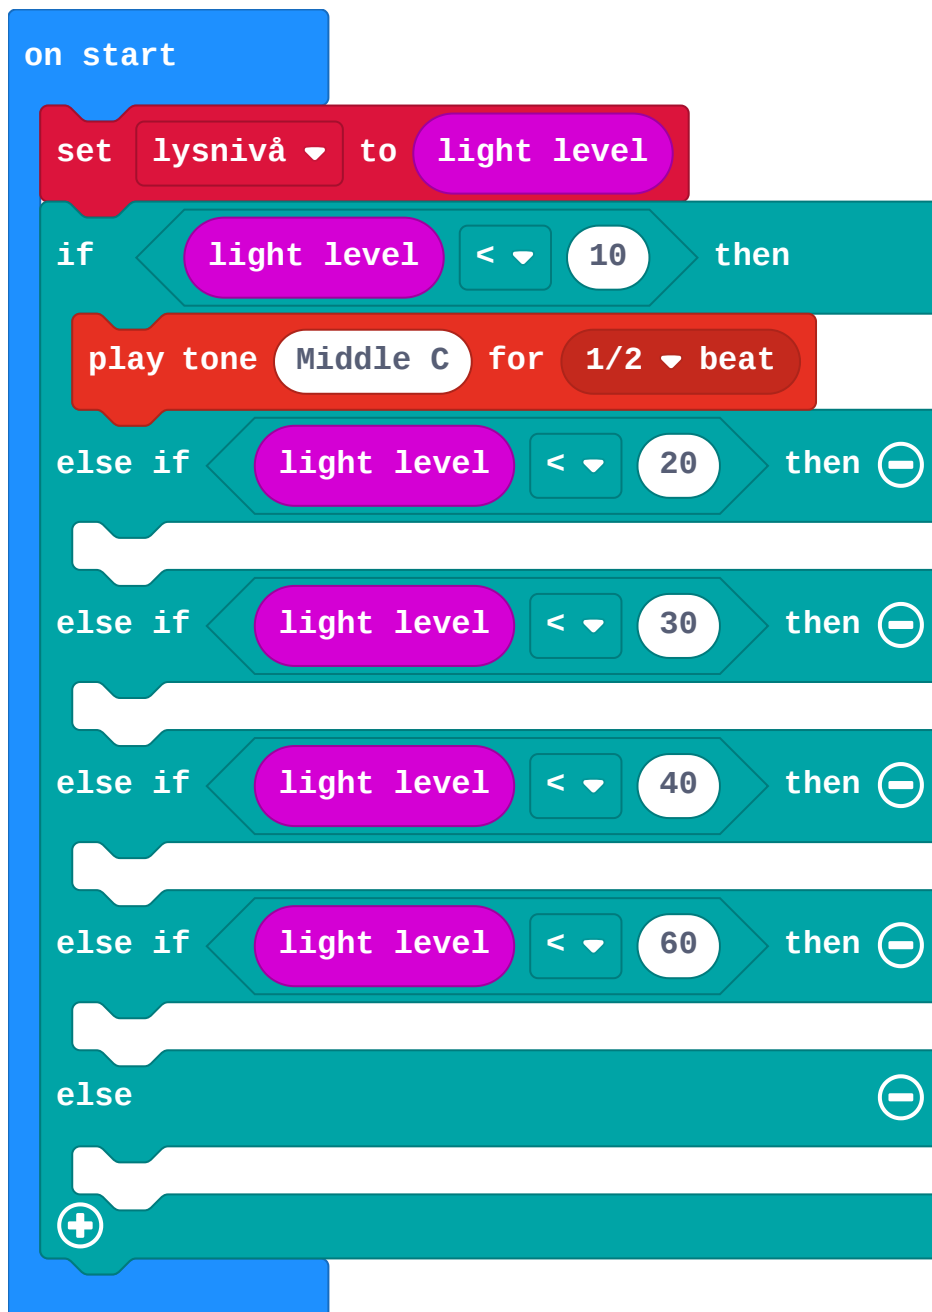 on start
set lysnivå to light level
if light level < 10 then
play tone Middle C for 1/2 beat
else if light level < 20 then
else if light level < 30 then
else if light level < 40 then
else if light level < 60 then
else